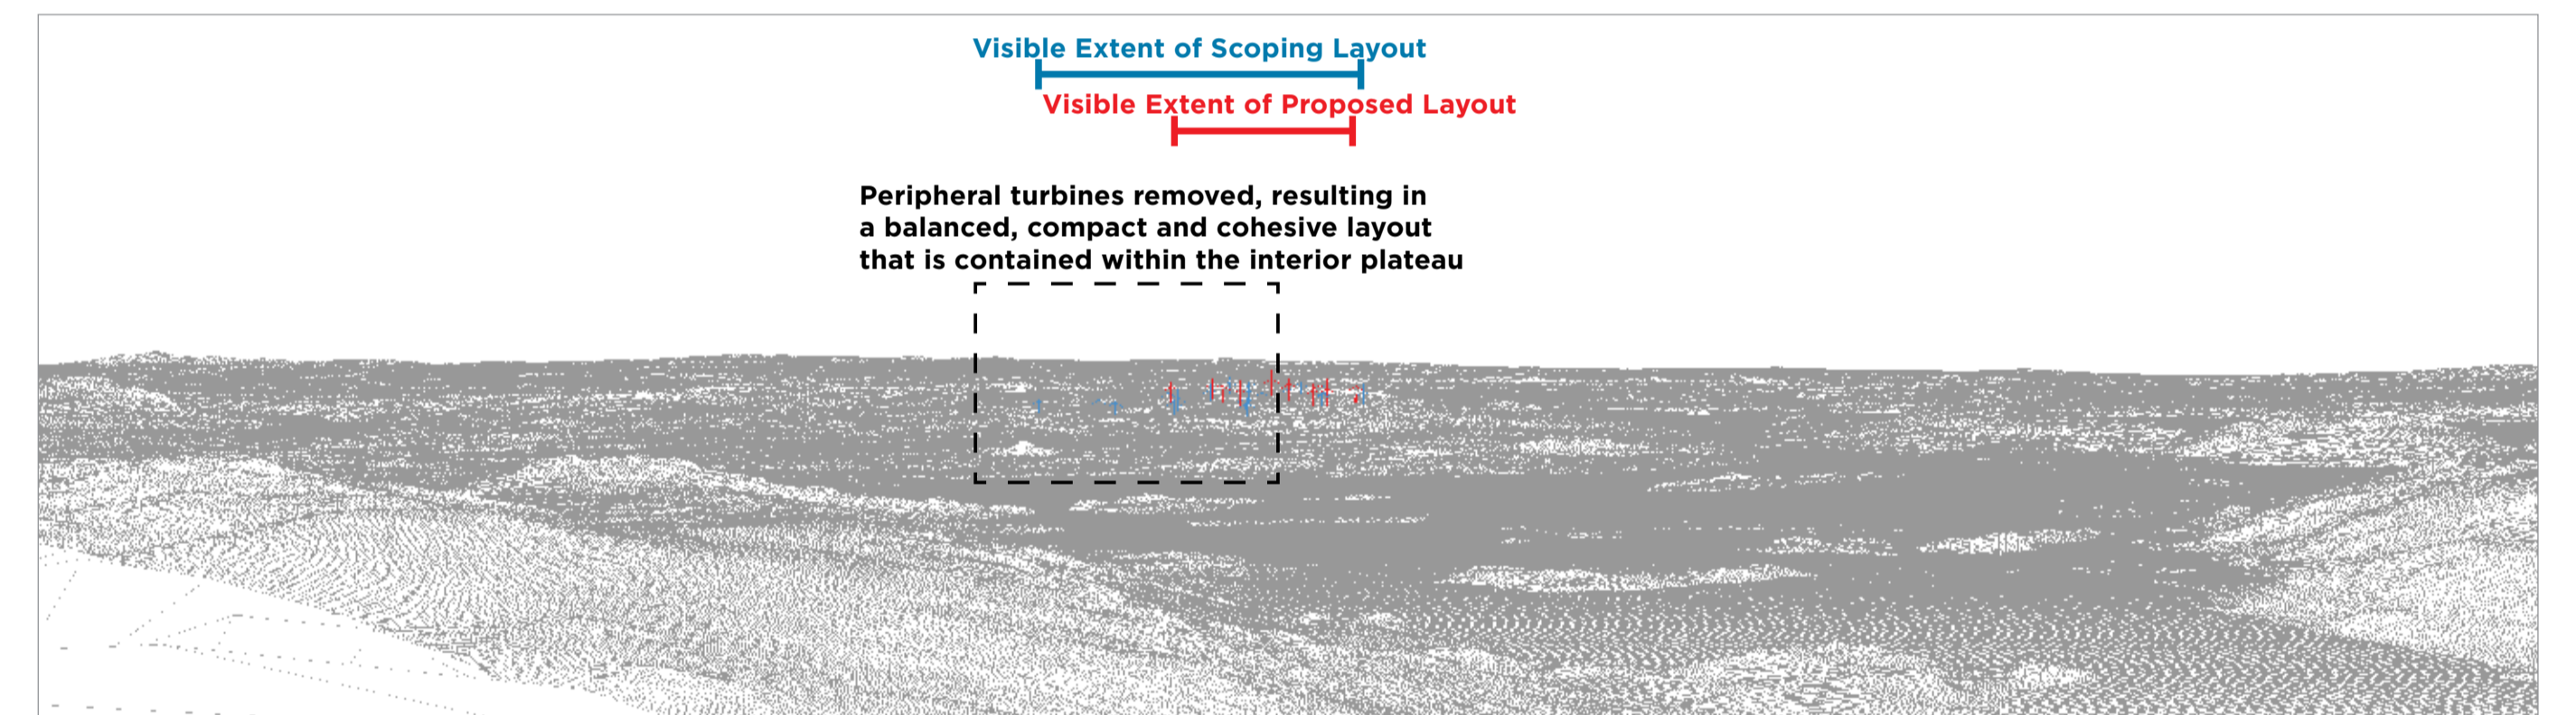 Visible Extent of Scoping Layout
Visible Extent of Proposed Layout
Peripheral turbines removed, resulting in
a balanced, compact and cohesive layout
that is contained within the interior plateau